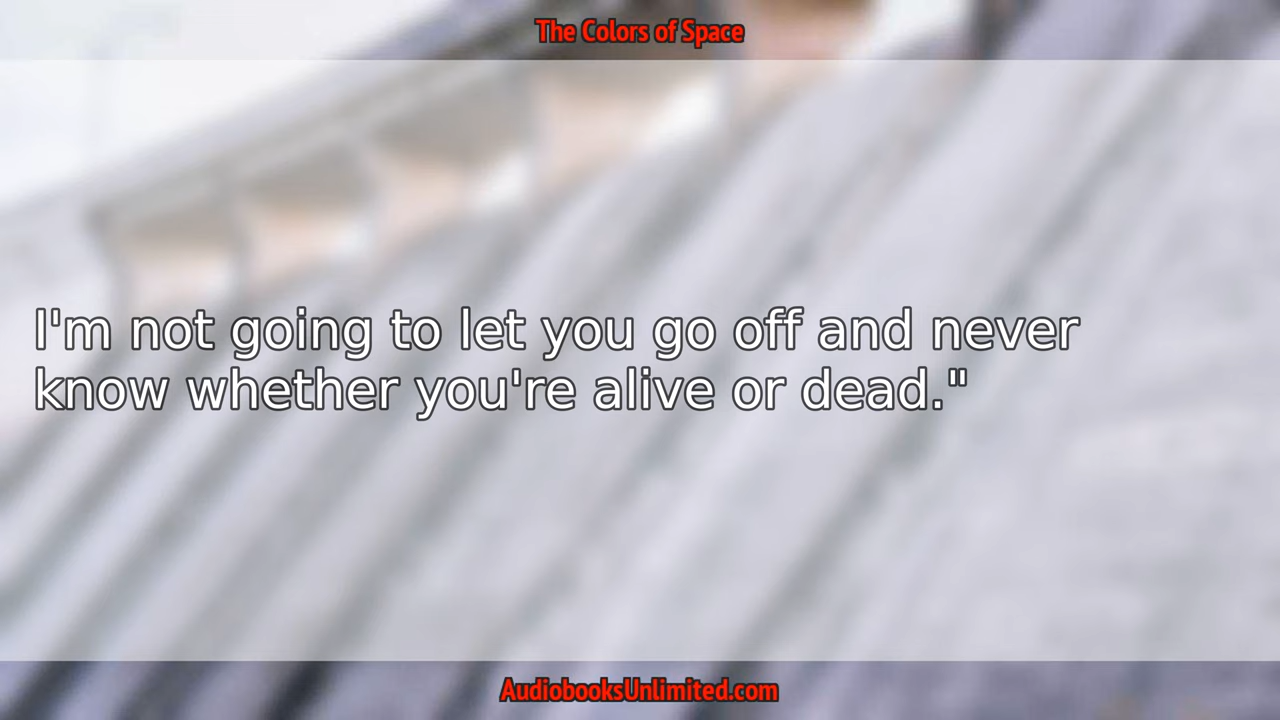 The Colors of Space
I'm not going to let you go off and never
know whether you're alive or dead."
AudiobooksUnlimited.com